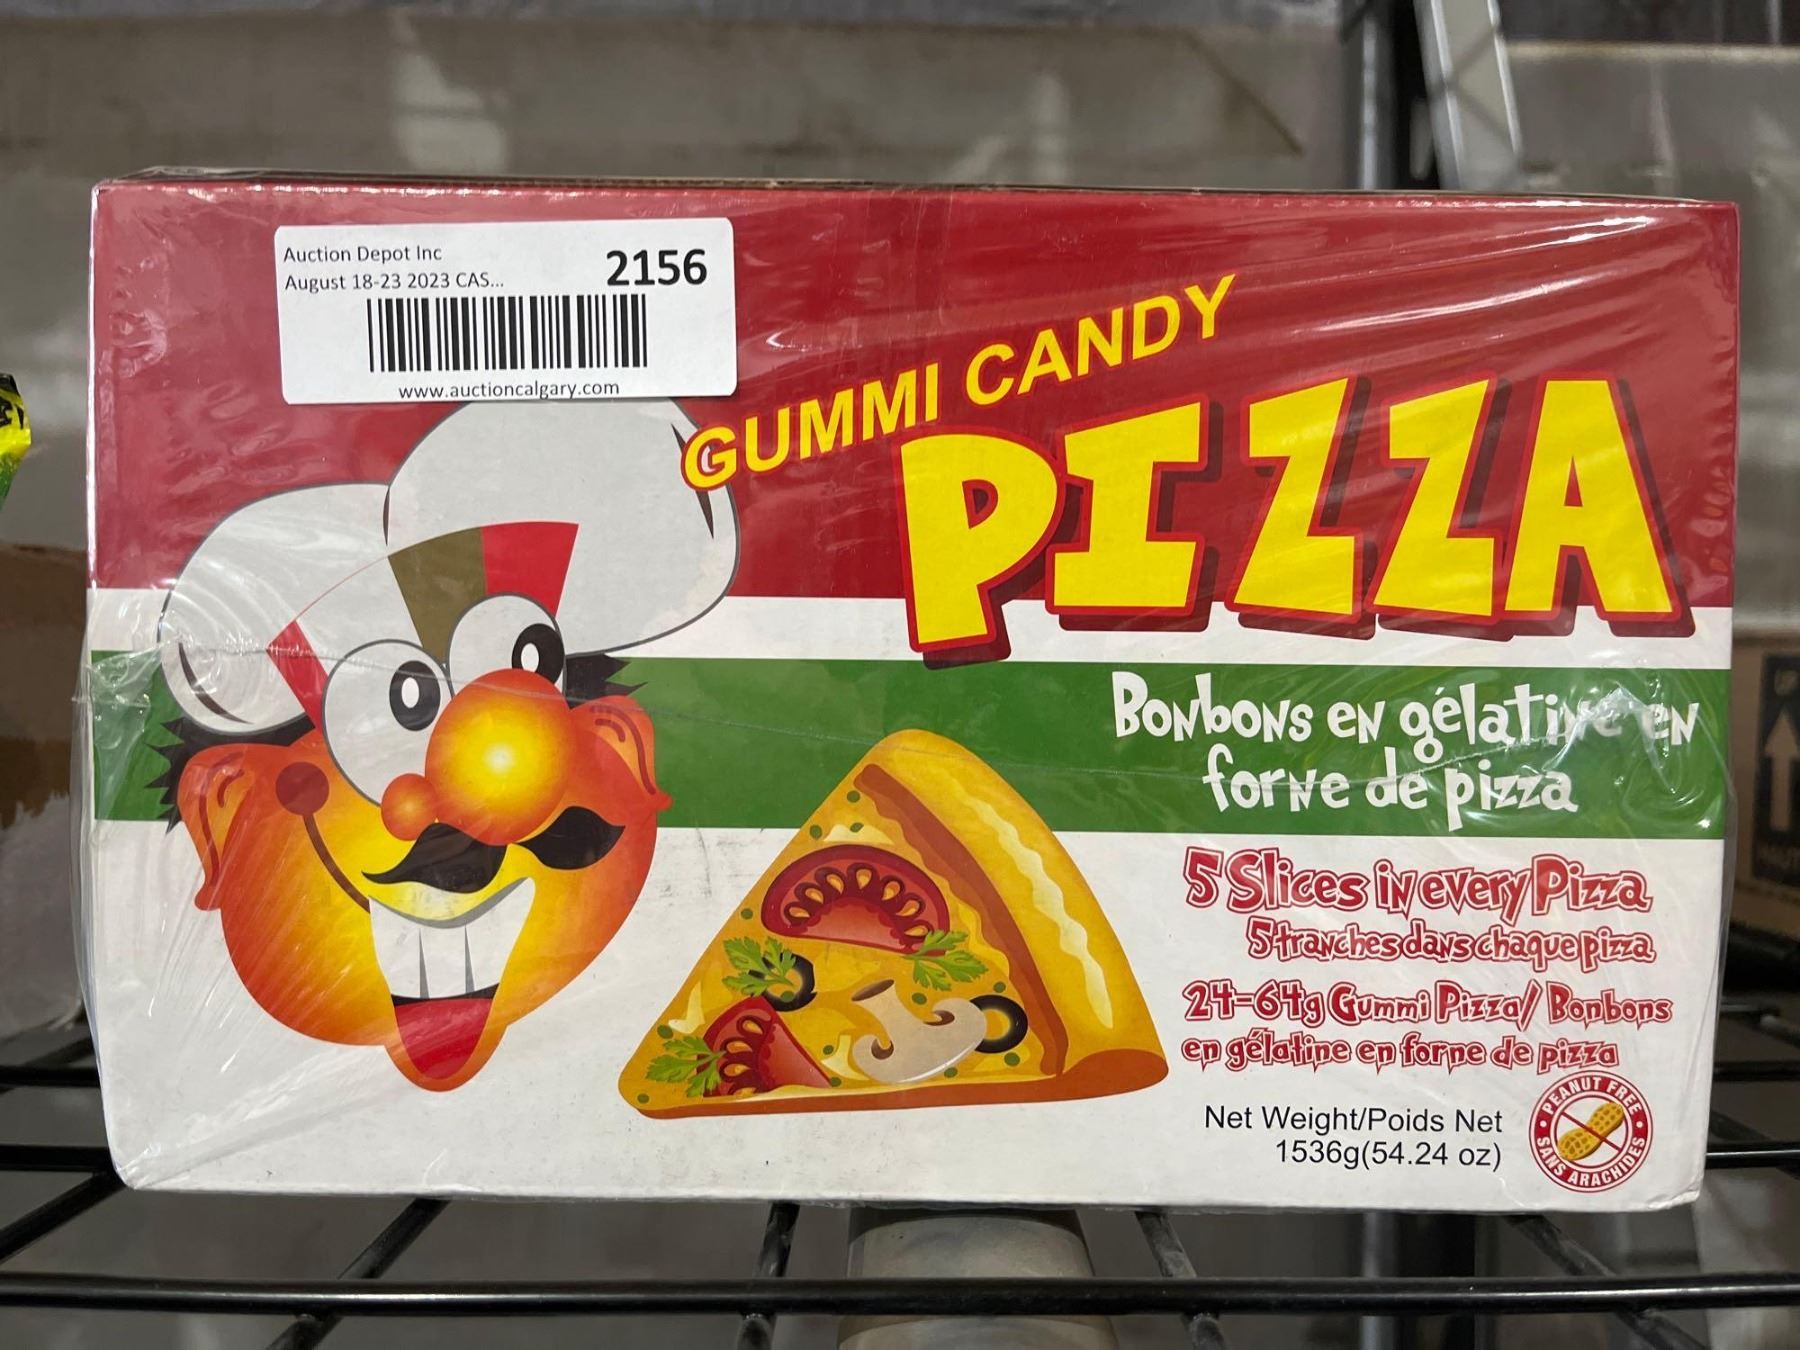 Auction Depot Inc
August 18-23 2023 CAS...
2156
www.auctioncalgary.com
GUMMI CANDY
PIZZA
BONbONS EN gélatiNe EN
forNe de pizza
5 Slices iN every Pizza
5 traNches daNs chaque pizza
24-64g Gummi Pizza/ Bonbons
en gélatine en forne de pizza
Net Weight/Poids Net
1536g(54.24 oz)
PEANUT FREE
SANS ARACHIDES